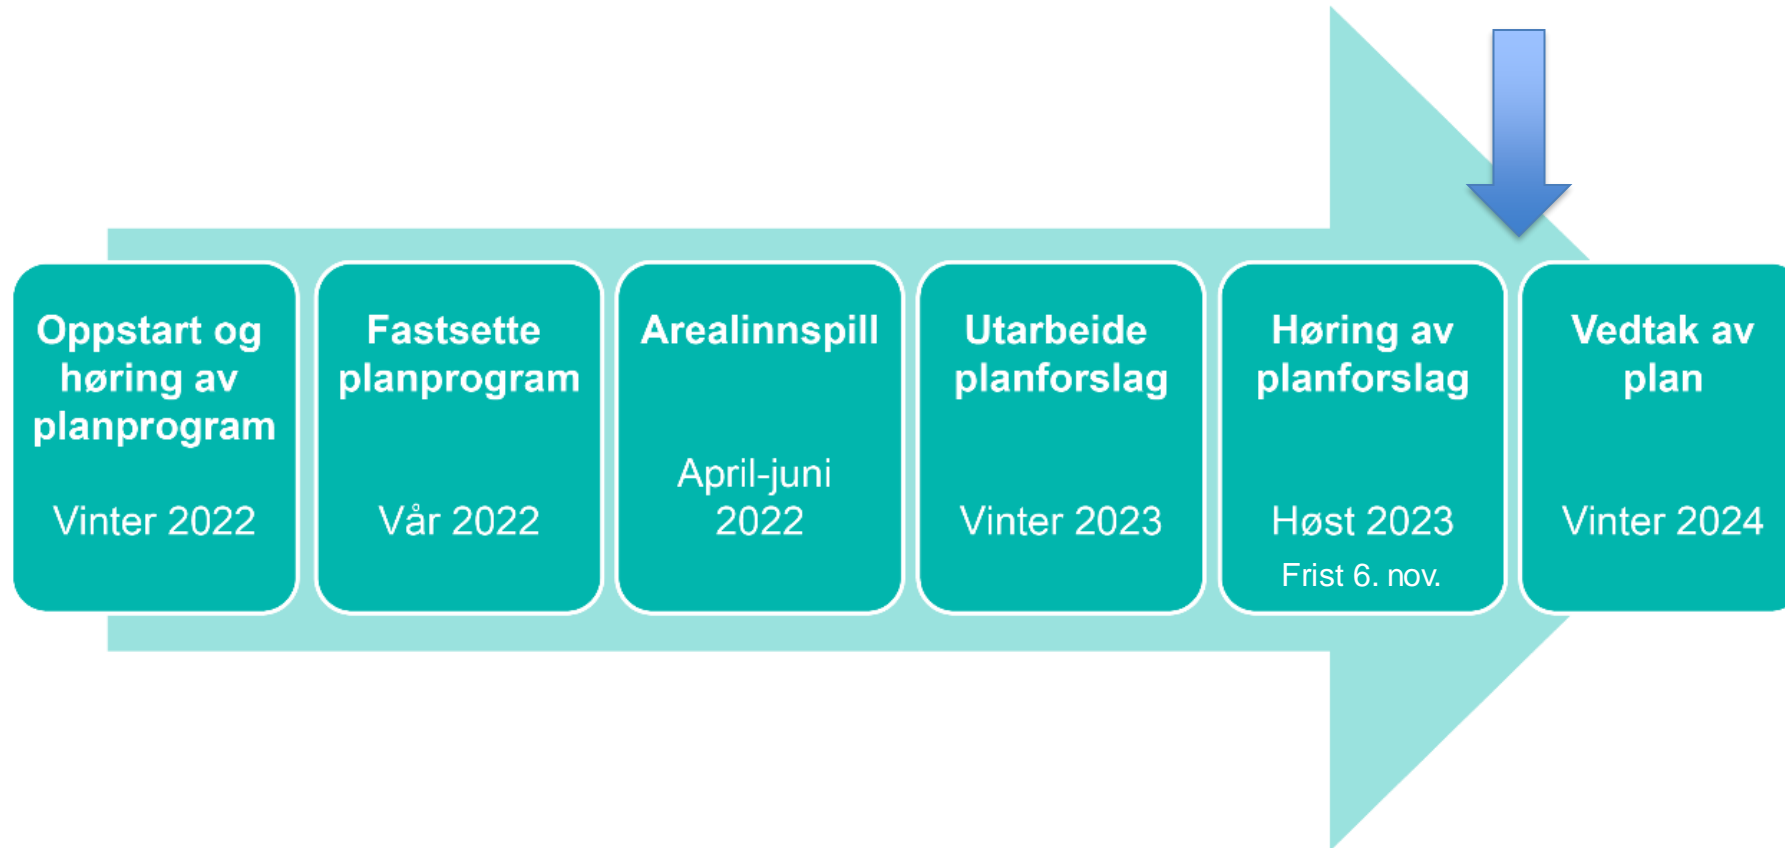 Oppstart og
høring av
planprogram
Vinter 2022
Fastsette
planprogram
Vår 2022
Arealinnspill
April-juni
2022
Utarbeide
planforslag
Vinter 2023
Høring av
planforslag
Høst 2023
Frist 6. nov.
Vedtak av
plan
Vinter 2024